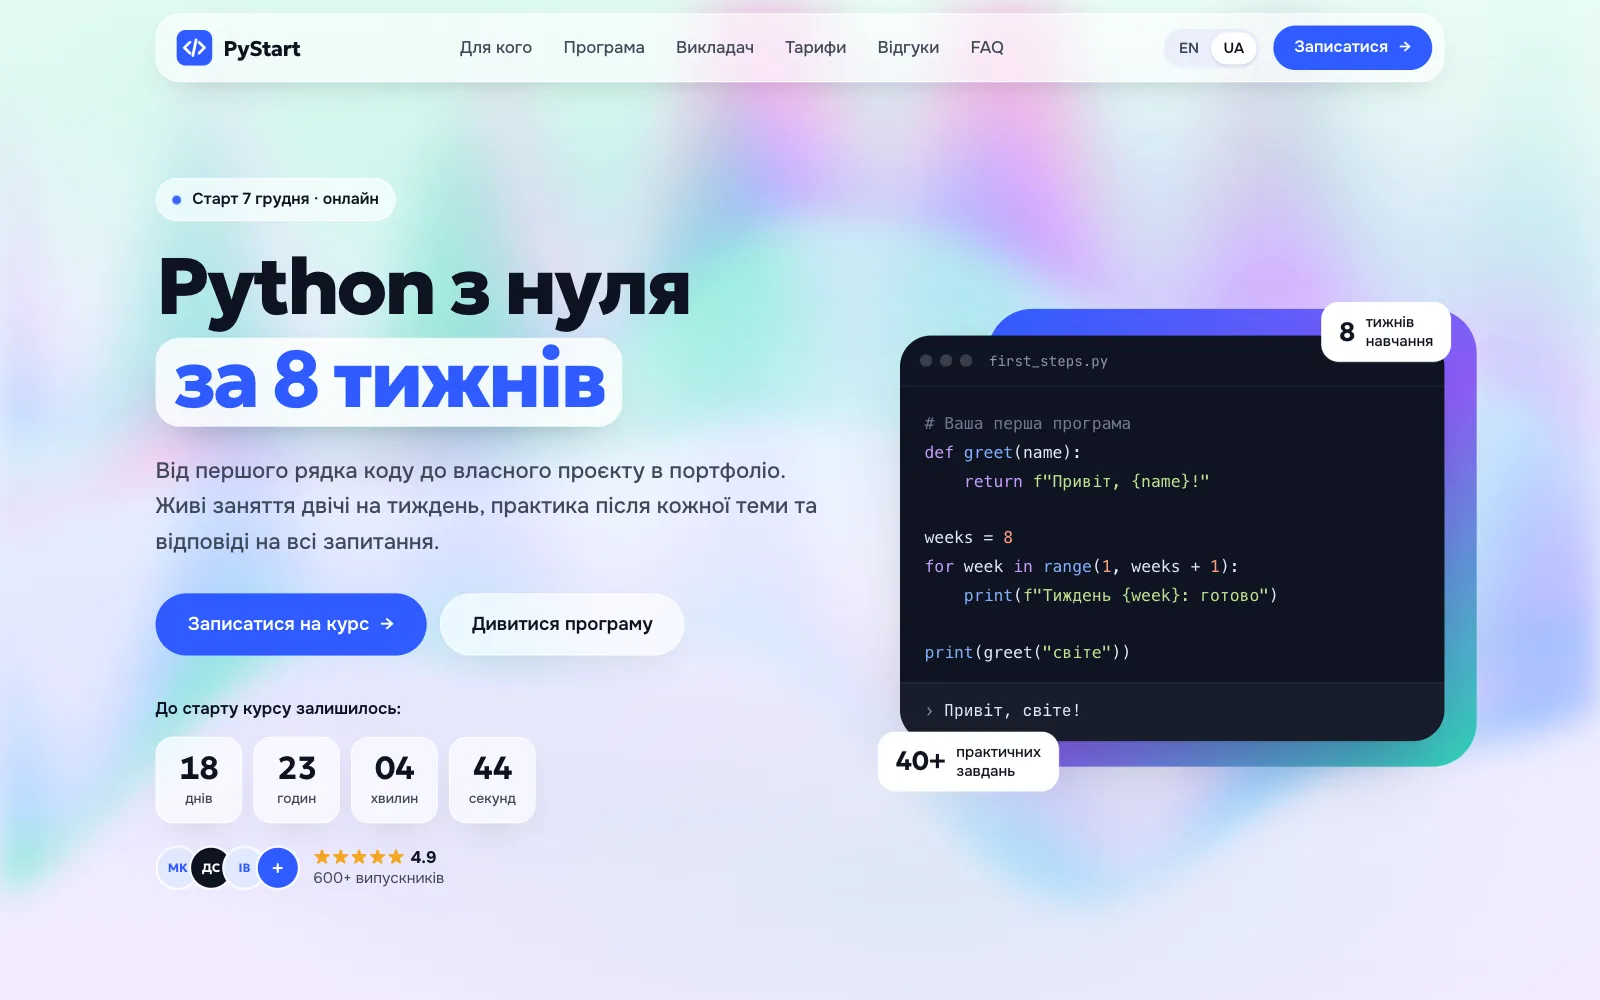 PyStart
Для кого
Програма
Викладач
Тарифи
Відгуки
FAQ
EN
UA
Записатися →
Старт 7 грудня · онлайн
Python з нуля
за 8 тижнів
Від першого рядка коду до власного проєкту в портфоліо.
Живі заняття двічі на тиждень, практика після кожної теми та
відповіді на всі запитання.
Записатися на курс →
Дивитися програму
До старту курсу залишилось:
18
днів
23
годин
04
хвилин
44
секунд
МК
ДС
ІВ
+
4.9
600+ випускників
8
тижнів
навчання
first_steps.py
# Ваша перша програма
def greet(name):
    return f"Привіт, {name}!"
weeks = 8
for week in range(1, weeks + 1):
    print(f"Тиждень {week}: готово")
print(greet("світе"))
› Привіт, світе!
40+
практичних
завдань